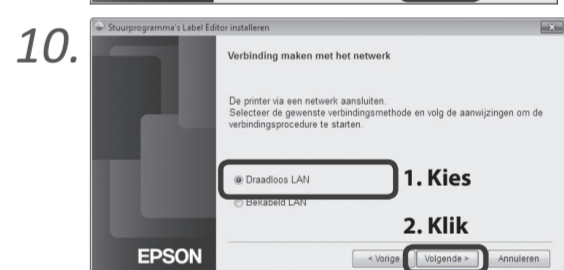 10.
Stuurprogramma's Label Editor installeren
Verbinding maken met het netwerk
De printer via een netwerk aansluiten.
Selecteer de gewenste verbindingsmethode en volg de aanwijzingen om de
verbindingsprocedure te starten.
Draadloos LAN
1. Kies
Bekabeld LAN
2. Klik
EPSON
< Vorige Volgende > Annuleren